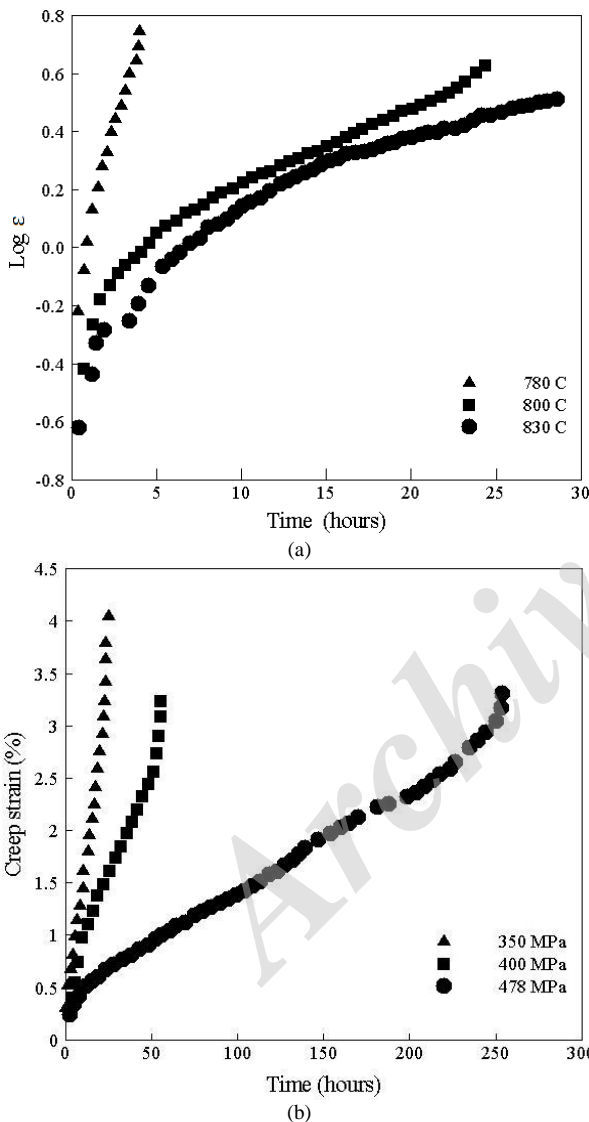 0.8
0.6
0.4
0.2
0.0
-0.2
-0.4
-0.6
-0.8
Log ε
780 C
800 C
830 C
0 5 10 15 20 25 30
Time (hours)
(a)
4.5
4
3.5
3
2.5
2
1.5
1
0.5
0
Creep strain (%)
Archiv
350 MPa
400 MPa
478 MPa
0 50 100 150 200 250 300
Time (hours)
(b)